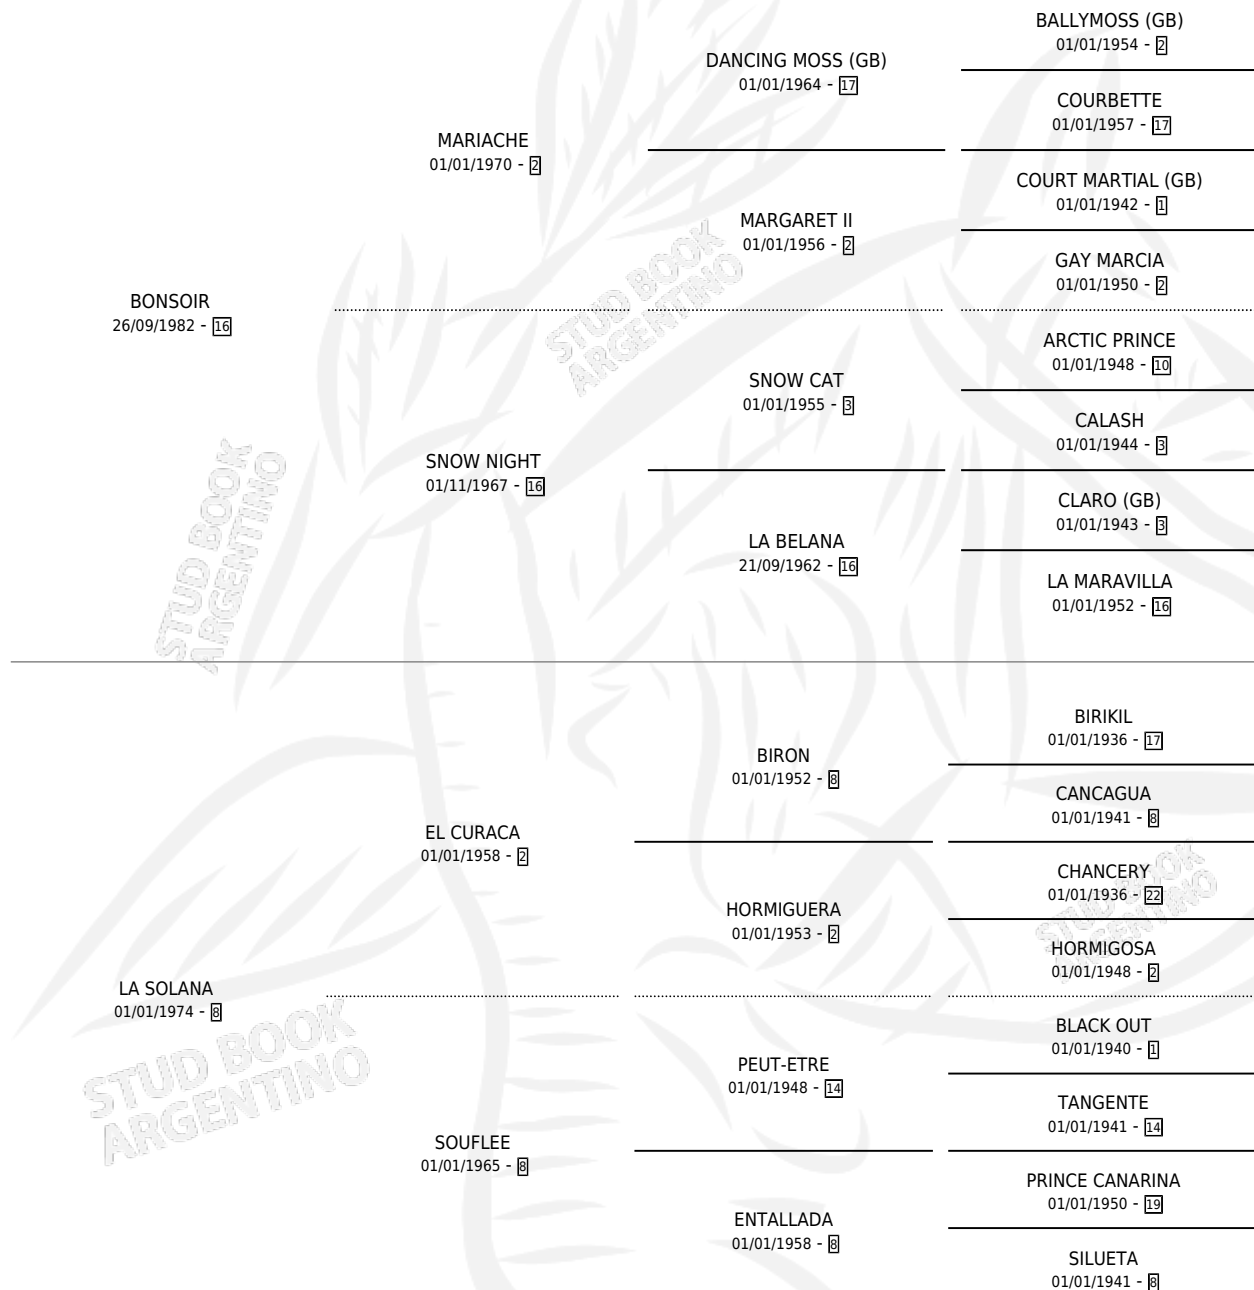 BALLYMOSS (GB)
01/01/1954 - 2
DANCING MOSS (GB)
01/01/1964 - 17
COURBETTE
01/01/1957 - 17
MARIACHE
01/01/1970 - 2
COURT MARTIAL (GB)
01/01/1942 - 1
MARGARET II
01/01/1956 - 2
GAY MARCIA
01/01/1950 - 2
BONSOIR
26/09/1982 - 16
STUD BOOK
ARGENTINO
ARCTIC PRINCE
01/01/1948 - 10
SNOW CAT
01/01/1955 - 3
CALASH
01/01/1944 - 3
SNOW NIGHT
01/11/1967 - 16
CLARO (GB)
01/01/1943 - 3
LA BELANA
21/09/1962 - 16
LA MARAVILLA
01/01/1952 - 16
STUD BOOK
ARGENTINO
BIRIKIL
01/01/1936 - 17
BIRON
01/01/1952 - 8
CANCAGUA
01/01/1941 - 8
EL CURACA
01/01/1958 - 2
CHANCERY
01/01/1936 - 22
HORMIGUERA
01/01/1953 - 2
STUD BOOK
ARGENTINO
HORMIGOSA
01/01/1948 - 2
LA SOLANA
01/01/1974 - 8
BLACK OUT
01/01/1940 - 1
STUD BOOK
ARGENTINO
PEUT-ETRE
01/01/1948 - 14
TANGENTE
01/01/1941 - 14
SOUFLEE
01/01/1965 - 8
PRINCE CANARINA
01/01/1950 - 19
ENTALLADA
01/01/1958 - 8
SILUETA
01/01/1941 - 8